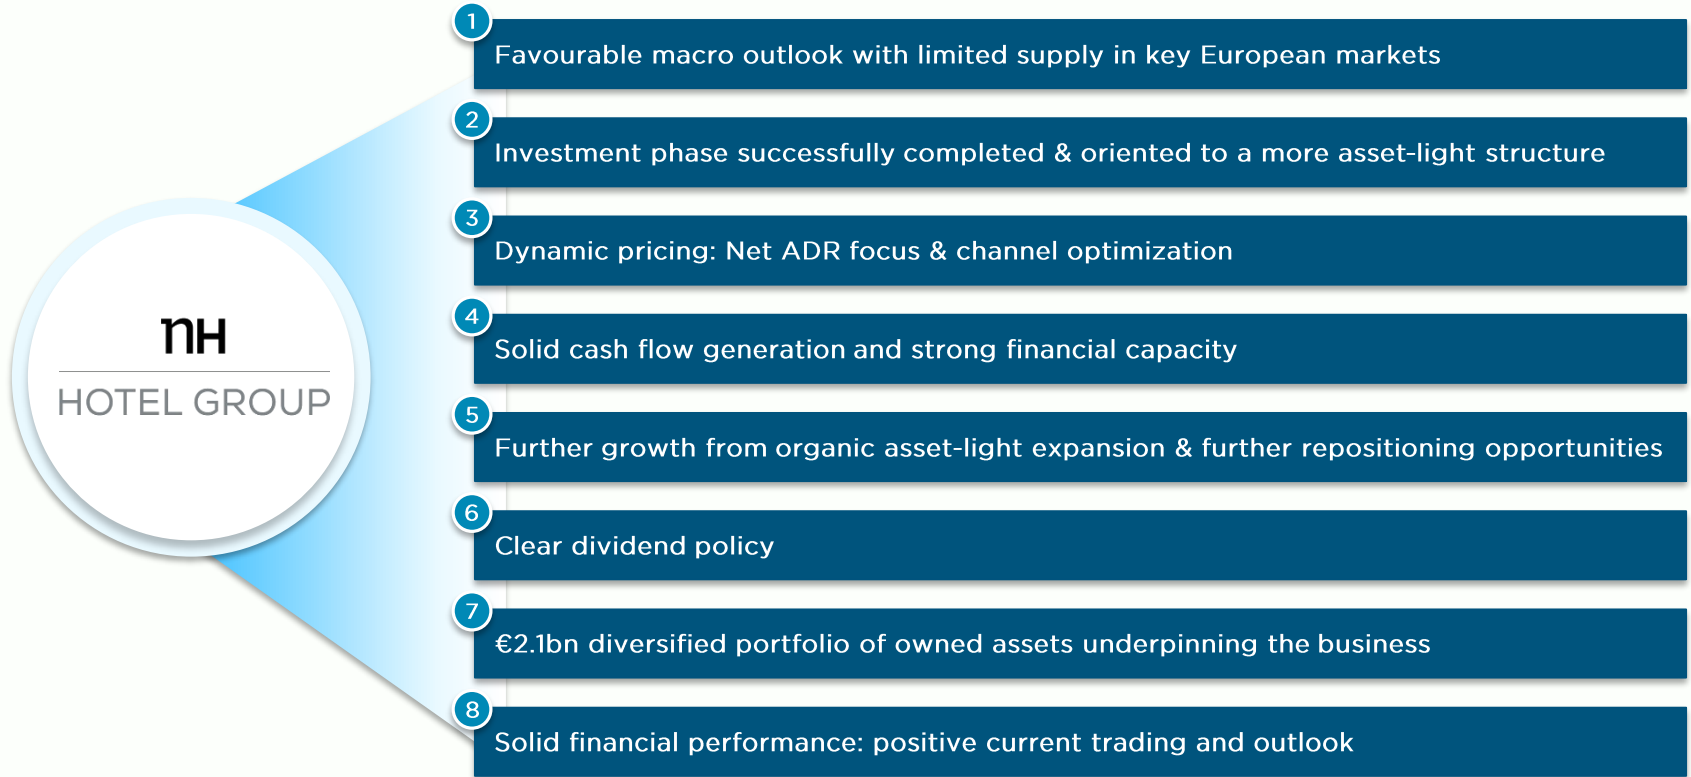 nH
HOTEL GROUP
1
Favourable macro outlook with limited supply in key European markets
2
Investment phase successfully completed & oriented to a more asset-light structure
3
Dynamic pricing: Net ADR focus & channel optimization
4
Solid cash flow generation and strong financial capacity
5
Further growth from organic asset-light expansion & further repositioning opportunities
6
Clear dividend policy
7
€2.1bn diversified portfolio of owned assets underpinning the business
8
Solid financial performance: positive current trading and outlook